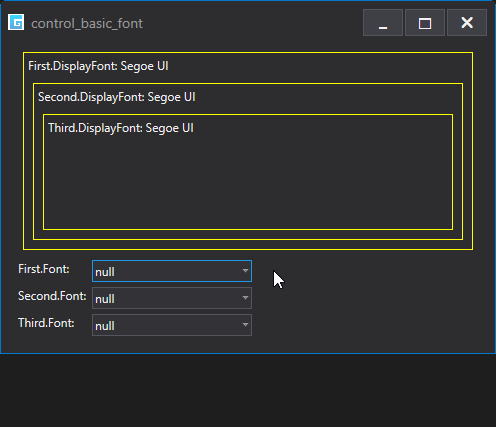 control_basic_font
First.DisplayFont: Segoe UI
Second.DisplayFont: Segoe UI
Third.DisplayFont: Segoe UI
First.Font: null
Second.Font: null
Third.Font: null